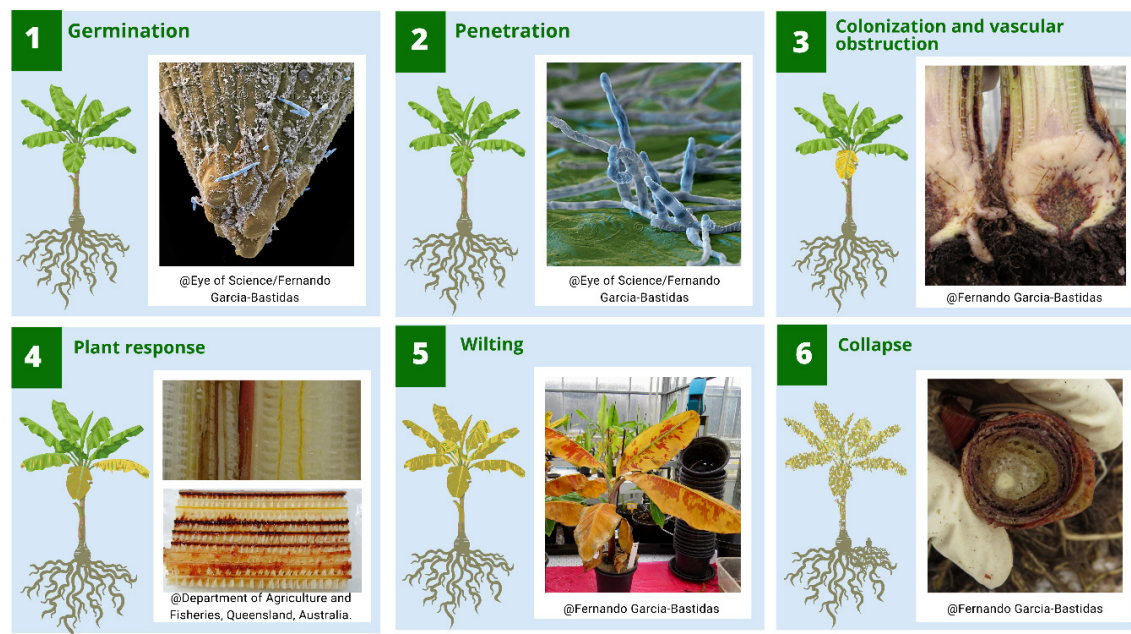 1
Germination
@Eye of Science/Fernando
Garcia-Bastidas
2
Penetration
@Eye of Science/Fernando
Garcia-Bastidas
3
Colonization and vascular
obstruction
@Fernando Garcia-Bastidas
4
Plant response
@Department of Agriculture and
Fisheries, Queensland, Australia.
5
Wilting
@Fernando Garcia-Bastidas
6
Collapse
@Fernando Garcia-Bastidas